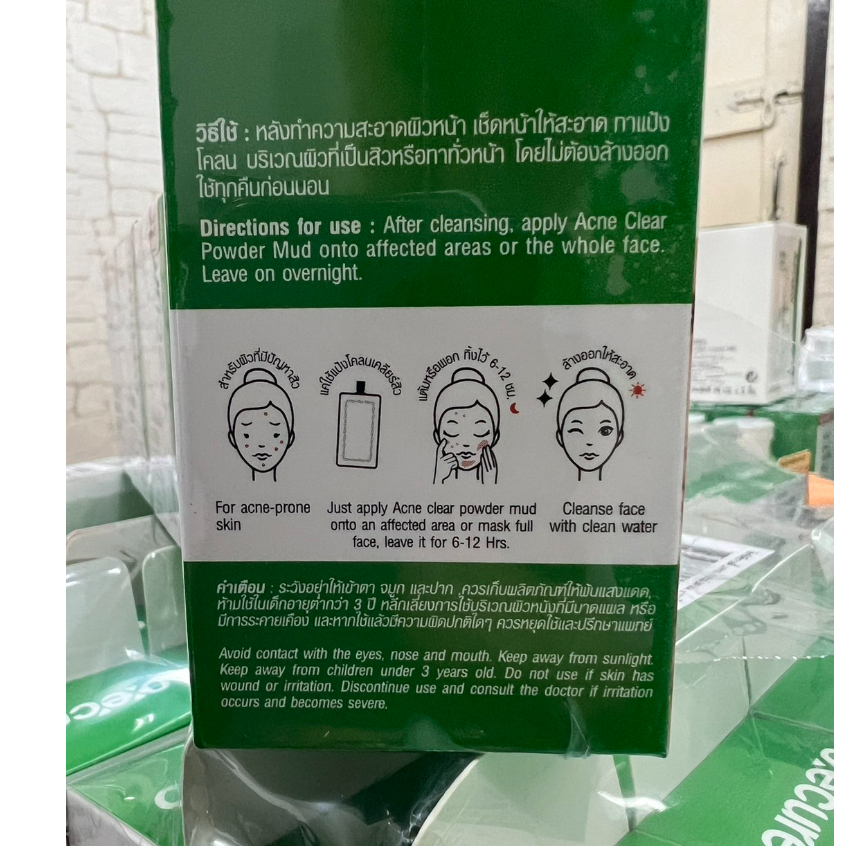 วิธีใช้ : หลังทำความสะอาดผิวหน้า เช็ดหน้าให้สะอาด ทาแป้ง
โคลน บริเวณผิวที่เป็นสิวหรือทาทั่วหน้า โดยไม่ต้องล้างออก
ใช้ทุกคืนก่อนนอน
Directions for use : After cleansing, apply Acne Clear
Powder Mud onto affected areas or the whole face.
Leave on overnight.
สำหรับผิวที่มีปัญหาสิว
แค่ใช้แป้งโคลนเคลียร์สิว
แต้มหรือพอก ทิ้งไว้ 6-12 ชม.
ล้างออกให้สะอาด
For acne-prone
skin
Just apply Acne clear powder mud
onto an affected area or mask full
face, leave it for 6-12 Hrs.
Cleanse face
with clean water
คำเตือน : ระวังอย่าให้เข้าตา จมูก และปาก ควรเก็บผลิตภัณฑ์ให้พ้นแสงแดด,
ห้ามใช้ในเด็กอายุต่ำกว่า 3 ปี หลีกเลี่ยงการใช้บริเวณผิวหนังที่มีบาดแผล หรือ
มีการระคายเคือง และหากใช้แล้วมีความผิดปกติใดๆ ควรหยุดใช้และปรึกษาแพทย์
Avoid contact with the eyes, nose and mouth. Keep away from sunlight.
Keep away from children under 3 years old. Do not use if skin has
wound or irritation. Discontinue use and consult the doctor if irritation
occurs and becomes severe.